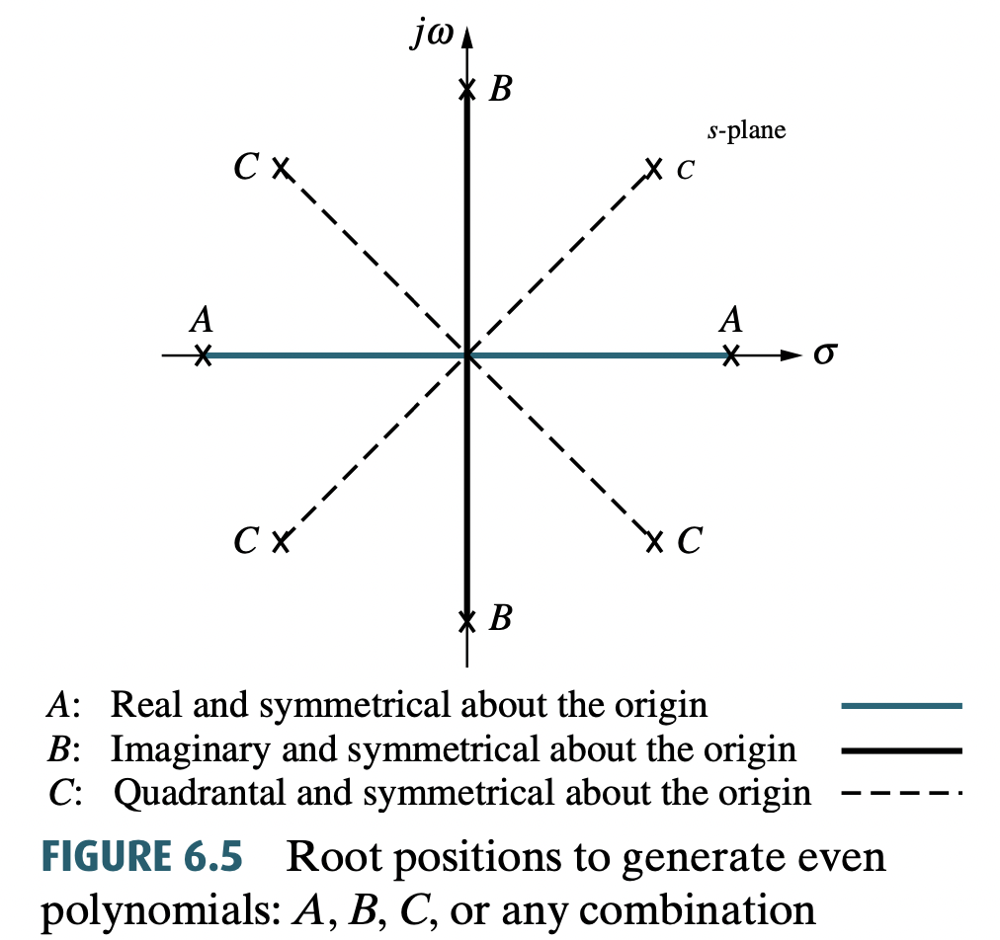 jω
B
s-plane
C
C
A
A
σ
C
C
B
A: Real and symmetrical about the origin
B: Imaginary and symmetrical about the origin
C: Quadrantal and symmetrical about the origin
FIGURE 6.5 Root positions to generate even
polynomials: A, B, C, or any combination